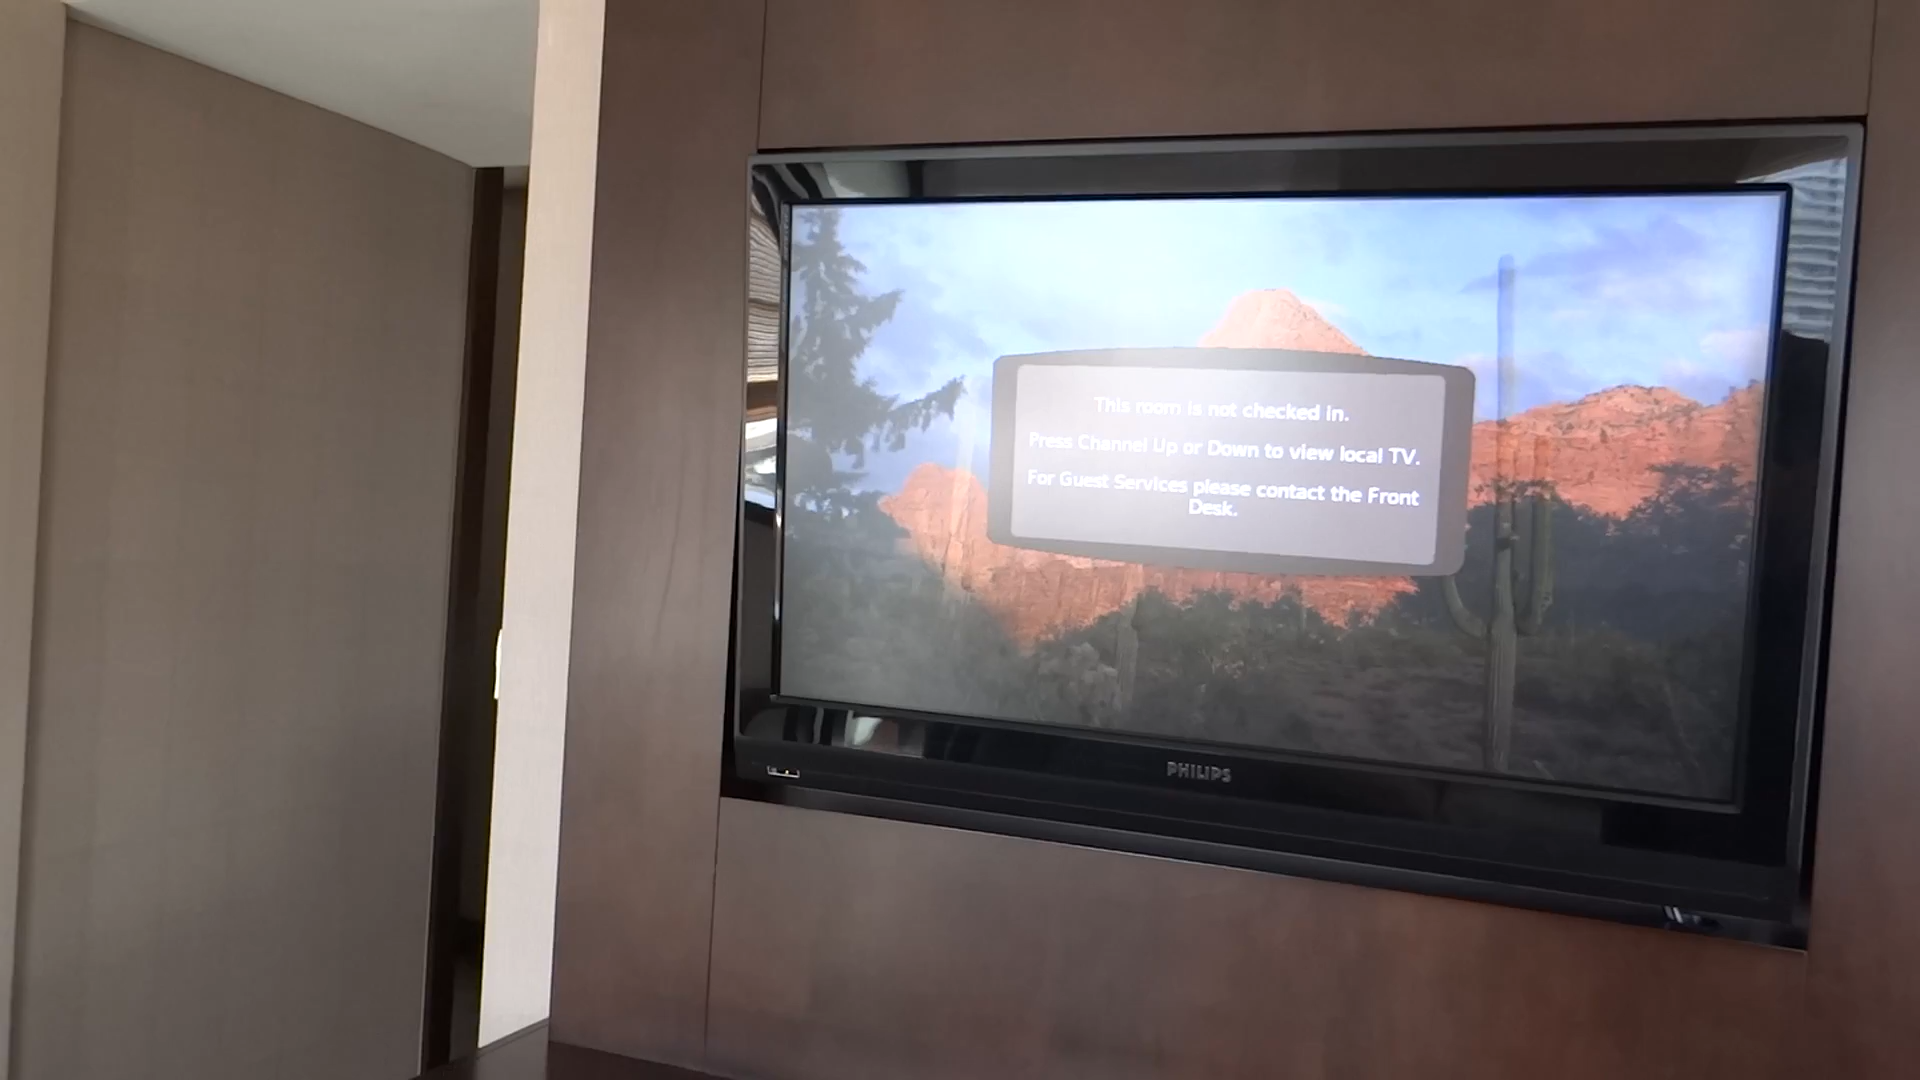 This room is not checked in.
Press Channel Up or Down to view local TV.
For Guest Services please contact the Front
Desk.
PHILIPS